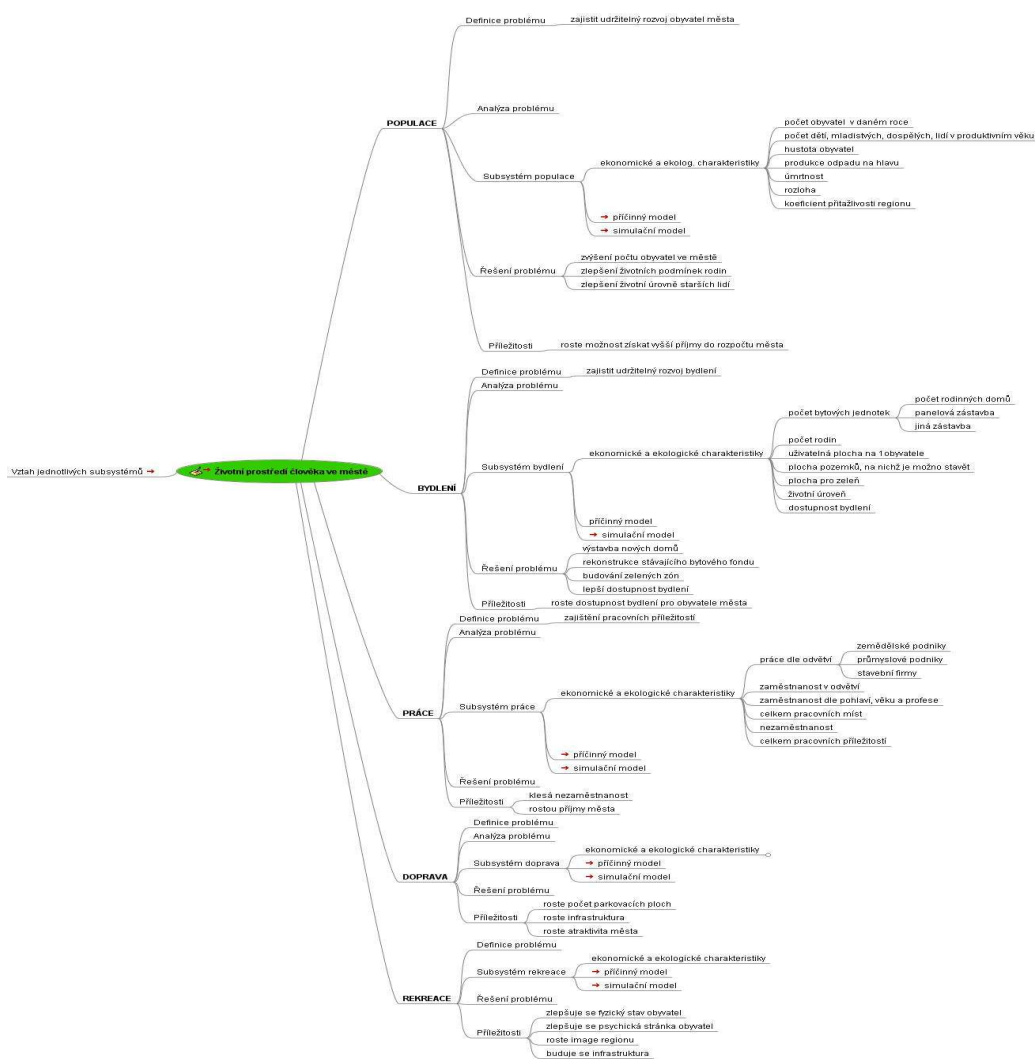 Definice problému
zajistit udržitelný rozvoj obyvatel města
Analýza problému
POPULACE
počet obyvatel v daném roce
počet dětí, mladistvých, dospělých, lidí v produktivním věku
hustota obyvatel
ekonomické a ekolog. charakteristiky
produkce odpadu na hlavu
Subsystém populace
úmrtnost
rozloha
koeficient přitažlivosti regionu
příčinný model
simulační model
zvýšení počtu obyvatel ve městě
Řešení problému
zlepšení životních podmínek rodin
zlepšení životní úrovně starších lidí
Příležitosti
roste možnost získat vyšší příjmy do rozpočtu města
Definice problému
zajistit udržitelný rozvoj bydlení
Analýza problému
počet rodinných domů
počet bytových jednotek
panelová zástavba
jiná zástavba
počet rodin
ekonomické a ekologické charakteristiky
uživatelná plocha na 1obyvatele
Subsystém bydlení
plocha pozemků, na nichž je možno stavět
Vztah jednotlivých subsystémů
Životní prostředí člověka ve městě
plocha pro zeleň
BYDLENÍ
životní úroveň
dostupnost bydlení
příčinný model
simulační model
výstavba nových domů
rekonstrukce stávajícího bytového fondu
Řešení problému
budování zelených zón
lepší dostupnost bydlení
Příležitosti
roste dostupnost bydlení pro obyvatele města
Definice problému
zajištění pracovních příležitostí
Analýza problému
zemědělské podniky
práce dle odvětví
průmyslové podniky
stavební firmy
ekonomické a ekologické charakteristiky
zaměstnanost v odvětví
zaměstnanost dle pohlaví, věku a profese
Subsystém práce
PRÁCE
celkem pracovních míst
nezaměstnanost
celkem pracovních příležitostí
příčinný model
simulační model
Řešení problému
klesá nezaměstnanost
Příležitosti
rostou příjmy města
Definice problému
Analýza problému
ekonomické a ekologické charakteristiky
Subsystém doprava
příčinný model
DOPRAVA
simulační model
Řešení problému
roste počet parkovacích ploch
Příležitosti
roste infrastruktura
roste atraktivita města
Definice problému
ekonomické a ekologické charakteristiky
Subsystém rekreace
příčinný model
simulační model
REKREACE
Řešení problému
zlepšuje se fyzický stav obyvatel
zlepšuje se psychická stránka obyvatel
Příležitosti
roste image regionu
buduje se infrastruktura